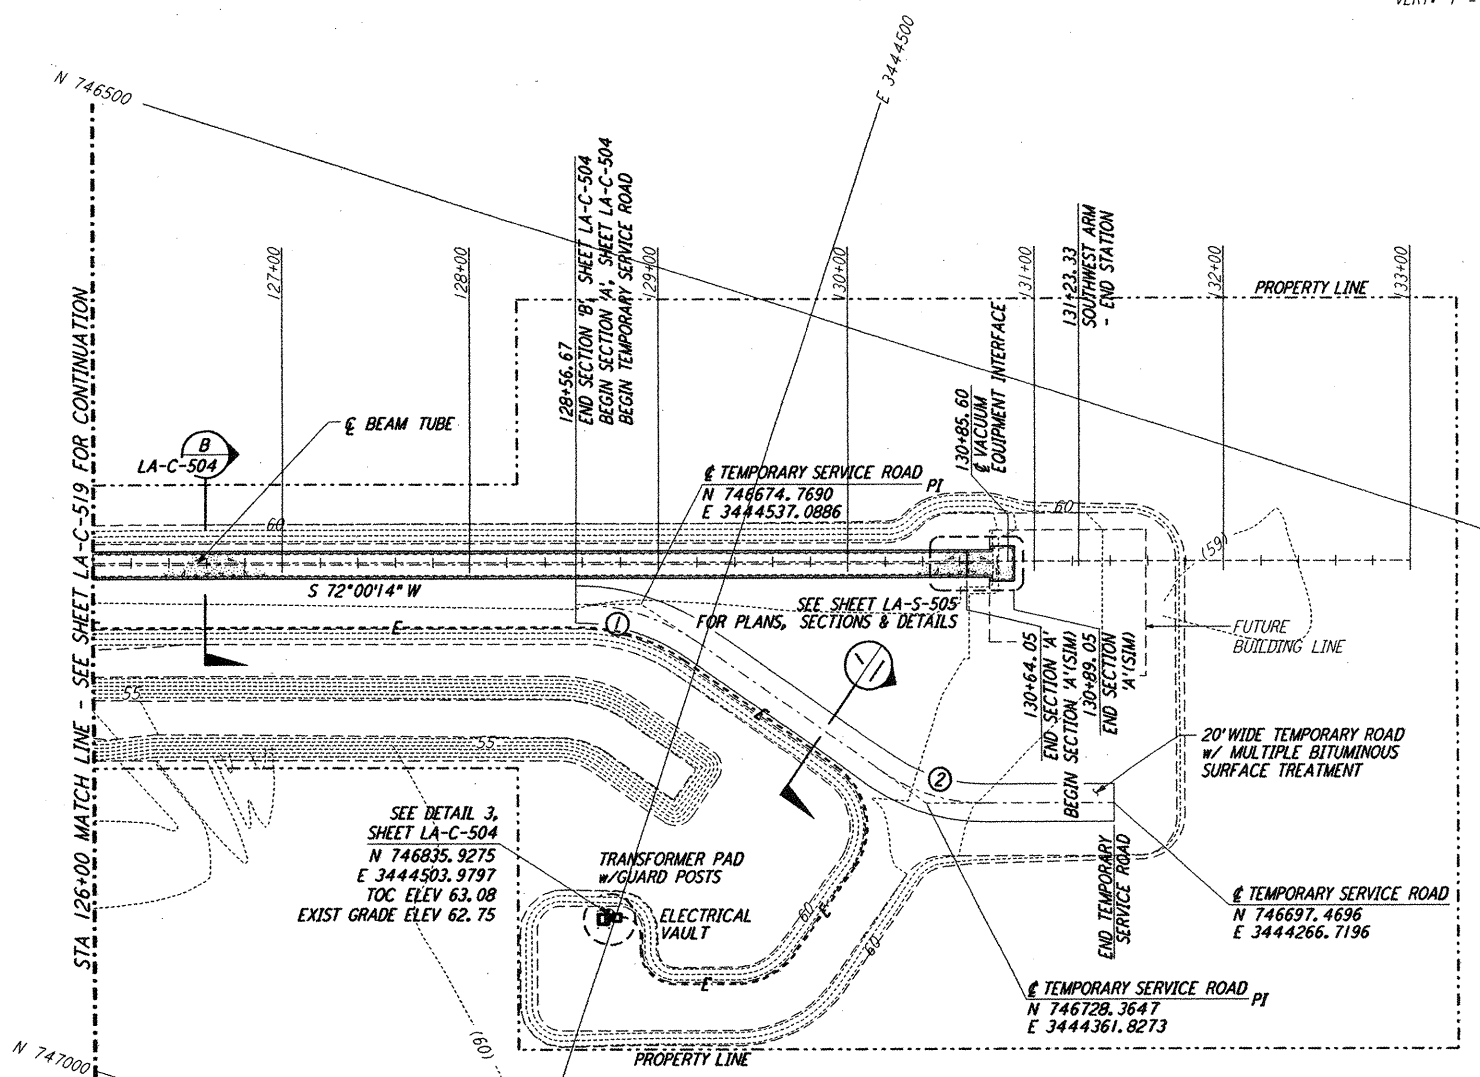 N 746500
E 3444500
127+00
128+00
128+56.67
END SECTION 'B', SHEET LA-C-504
BEGIN SECTION 'A', SHEET LA-C-504
BEGIN TEMPORARY SERVICE ROAD
129+00
130+00
130+85.60
℄ VACUUM
EQUIPMENT INTERFACE
131+00
131+23.33
SOUTHWEST ARM
- END STATION
132+00
133+00
PROPERTY LINE
STA 126+00 MATCH LINE - SEE SHEET LA-C-519 FOR CONTINUATION
℄ BEAM TUBE
B
LA-C-504
℄ TEMPORARY SERVICE ROAD PI
N 746674.7690
E 3444537.0886
60
60
(59)
S 72°00'14" W
SEE SHEET LA-S-505
FOR PLANS, SECTIONS & DETAILS
E
1
FUTURE
BUILDING LINE
130+64.05
END SECTION 'A'
BEGIN SECTION 'A'(SIM)
130+89.05
END SECTION
'A'(SIM)
55
55
E
2
20' WIDE TEMPORARY ROAD
w/ MULTIPLE BITUMINOUS
SURFACE TREATMENT
SEE DETAIL 3,
SHEET LA-C-504
N 746835.9275
E 3444503.9797
TOC ELEV 63.08
EXIST GRADE ELEV 62.75
TRANSFORMER PAD
w/GUARD POSTS
ELECTRICAL
VAULT
60
E
60
E
END TEMPORARY
SERVICE ROAD
℄ TEMPORARY SERVICE ROAD
N 746697.4696
E 3444266.7196
℄ TEMPORARY SERVICE ROAD PI
N 746728.3647
E 3444361.8273
(60)
PROPERTY LINE
N 747000